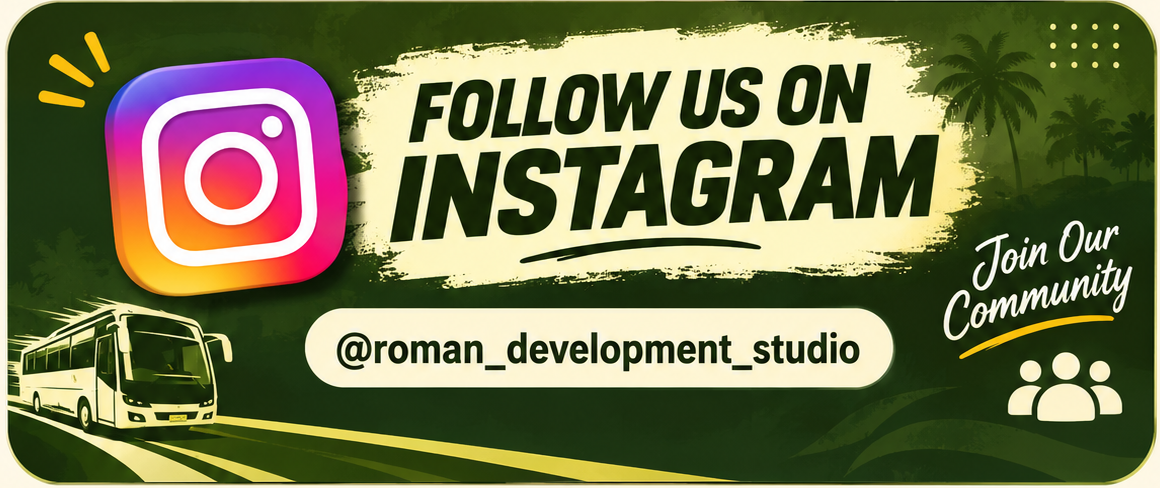 FOLLOW US ON
INSTAGRAM
@roman_development_studio
Join Our
Community